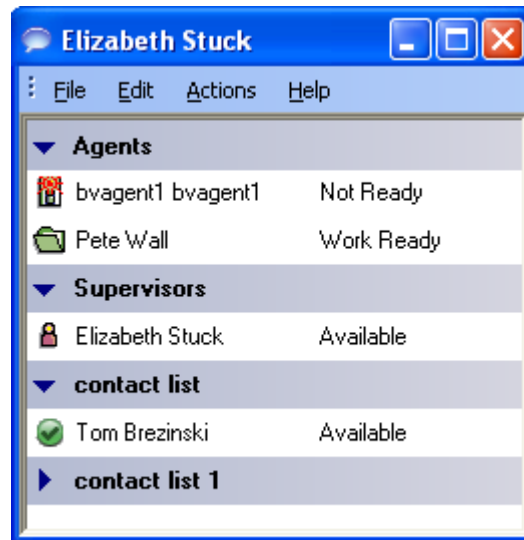 Elizabeth Stuck
File Edit Actions Help
Agents
bvagent1 bvagent1 Not Ready
Pete Wall Work Ready
Supervisors
Elizabeth Stuck Available
contact list
Tom Brezinski Available
contact list 1